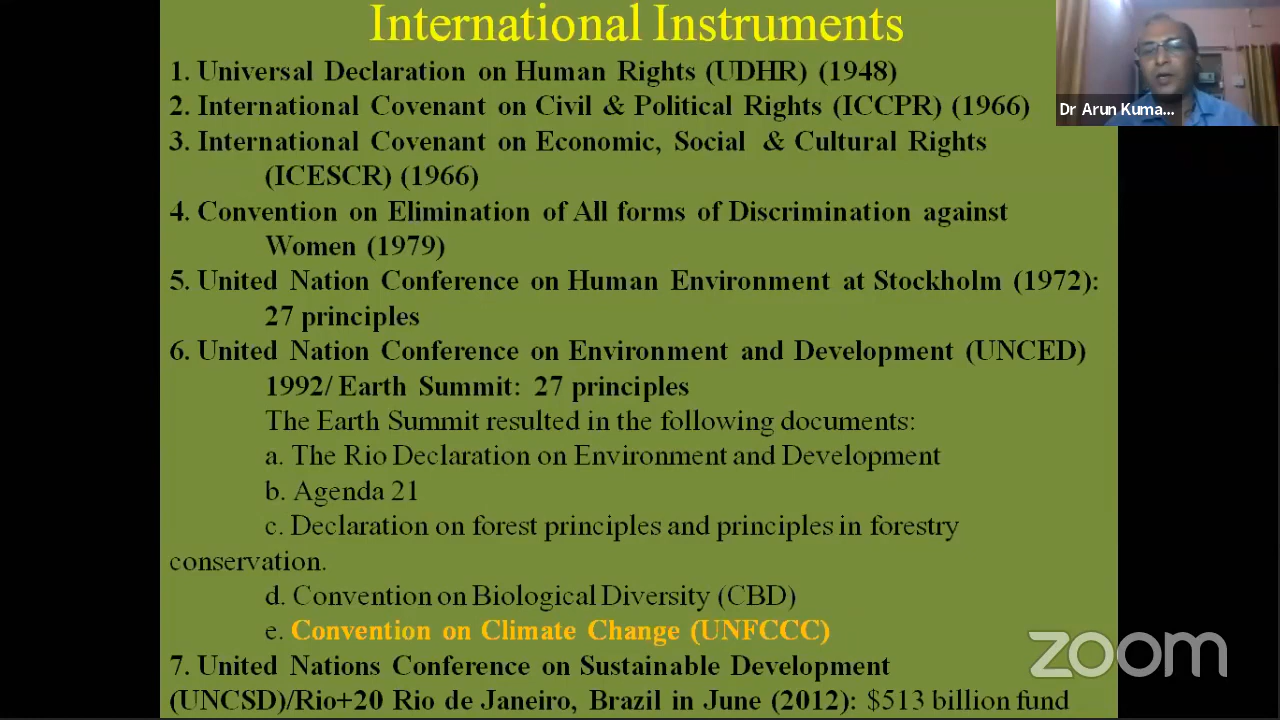 International Instruments
1. Universal Declaration on Human Rights (UDHR) (1948)
2. International Covenant on Civil & Political Rights (ICCPR) (1966)
3. International Covenant on Economic, Social & Cultural Rights
(ICESCR) (1966)
4. Convention on Elimination of All forms of Discrimination against
Women (1979)
5. United Nation Conference on Human Environment at Stockholm (1972):
27 principles
6. United Nation Conference on Environment and Development (UNCED)
1992/ Earth Summit: 27 principles
The Earth Summit resulted in the following documents:
a. The Rio Declaration on Environment and Development
b. Agenda 21
c. Declaration on forest principles and principles in forestry
conservation.
d. Convention on Biological Diversity (CBD)
e. Convention on Climate Change (UNFCCC)
7. United Nations Conference on Sustainable Development
(UNCSD)/Rio+20 Rio de Janeiro, Brazil in June (2012): $513 billion fund
Dr Arun Kuma...
zoom